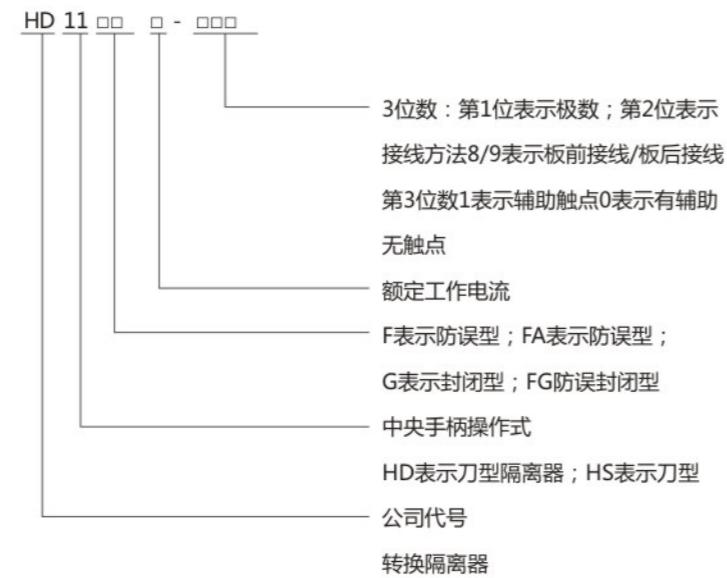 HD 11 □□ □ - □□□
3位数：第1位表示极数；第2位表示
接线方法8/9表示板前接线/板后接线
第3位数1表示辅助触点0表示有辅助
无触点
额定工作电流
F表示防误型；FA表示防误型；
G表示封闭型；FG防误封闭型
中央手柄操作式
HD表示刀型隔离器；HS表示刀型
公司代号
转换隔离器